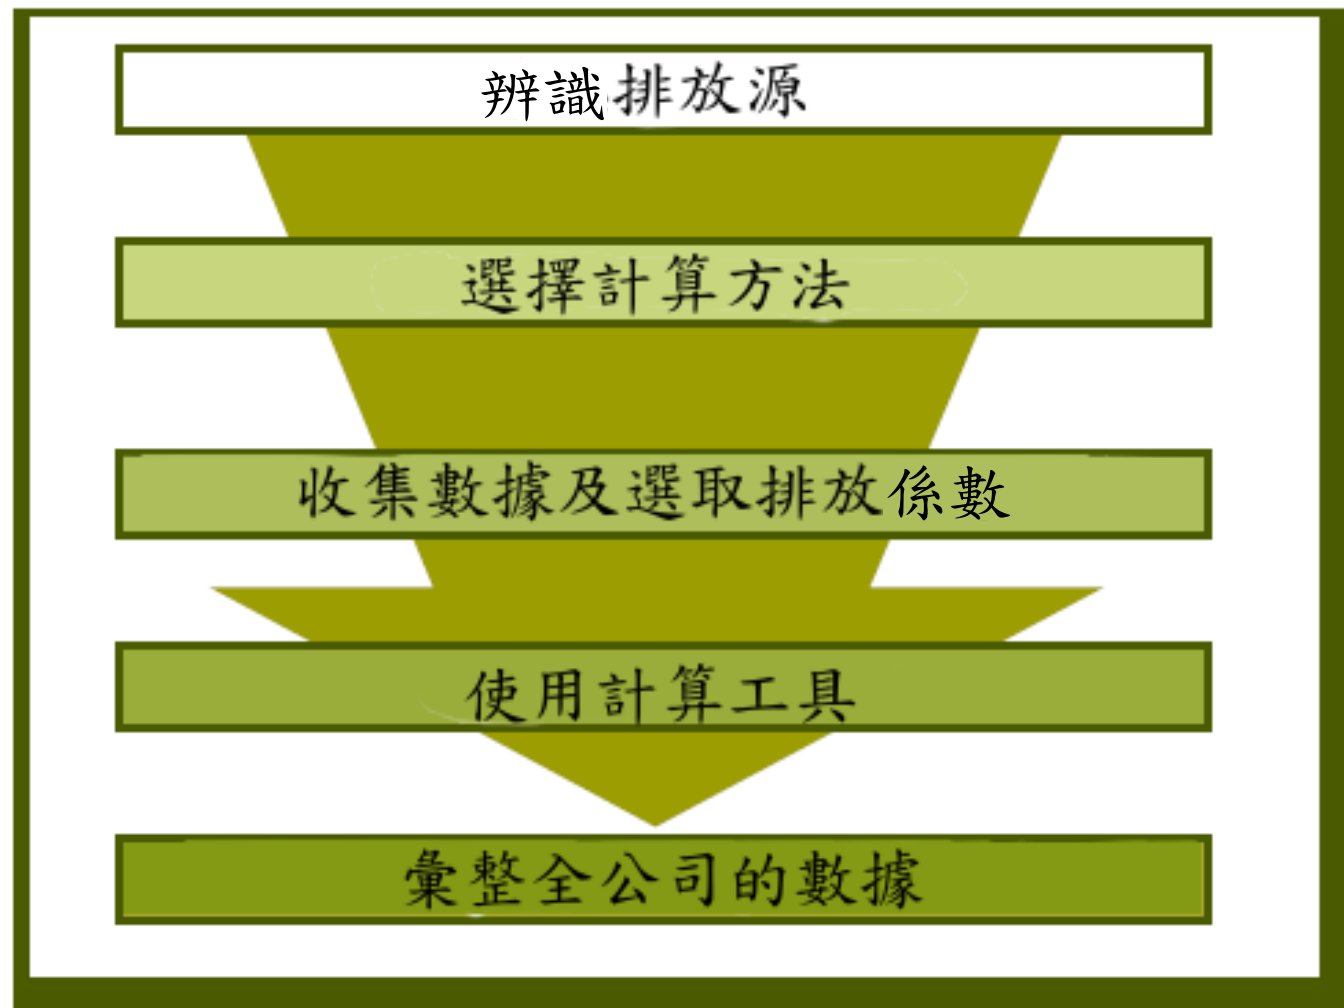 辨識排放源
選擇計算方法
收集數據及選取排放係數
使用計算工具
彙整全公司的數據